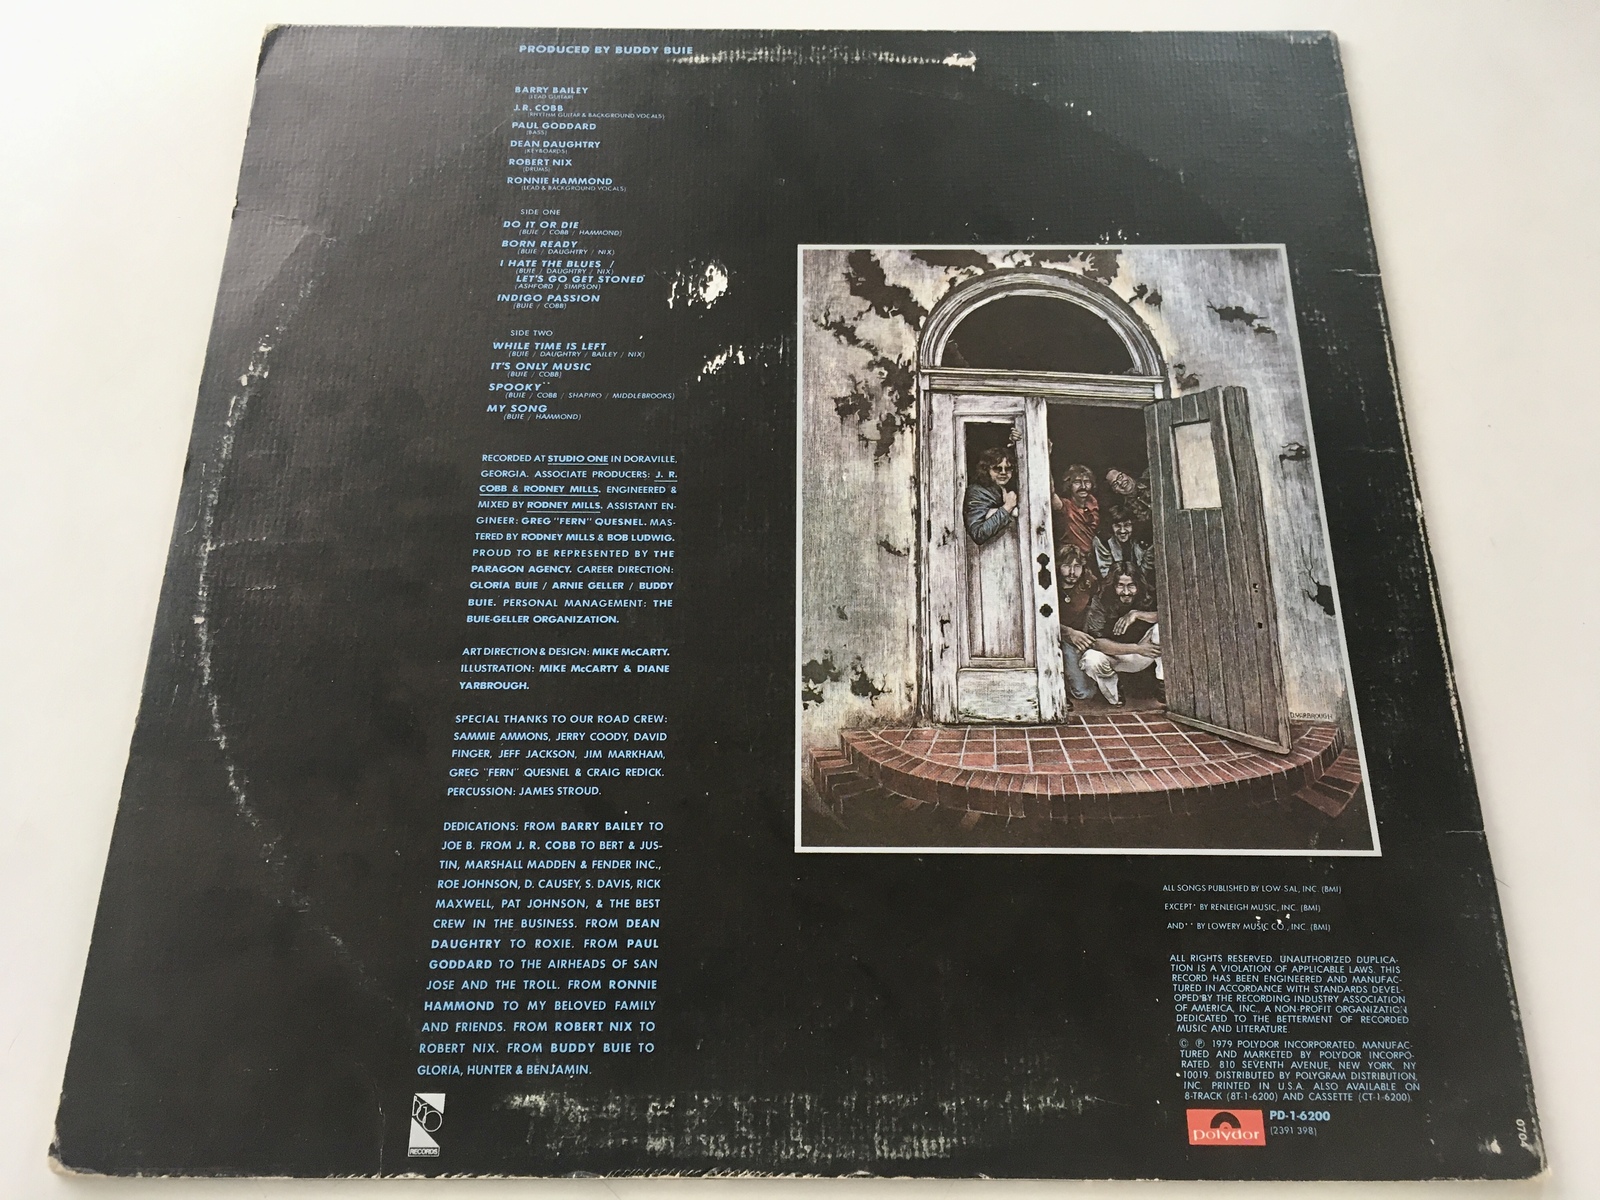 PRODUCED BY BUDDY BUIE
BARRY BAILEY
(LEAD GUITAR)
J.R. COBB
(RHYTHM GUITAR & BACKGROUND VOCALS)
PAUL GODDARD
(BASS)
DEAN DAUGHTRY
(KEYBOARDS)
ROBERT NIX
(DRUMS)
RONNIE HAMMOND
(LEAD & BACKGROUND VOCALS)
SIDE ONE
DO IT OR DIE
(BUIE / COBB / HAMMOND)
BORN READY
(BUIE / DAUGHTRY / NIX)
I HATE THE BLUES /
(BUIE / DAUGHTRY / NIX)
LET'S GO GET STONED*
(ASHFORD / SIMPSON)
INDIGO PASSION
(BUIE / COBB)
SIDE TWO
WHILE TIME IS LEFT
(BUIE / DAUGHTRY / BAILEY / NIX)
IT'S ONLY MUSIC
(BUIE / COBB)
SPOOKY**
(BUIE / COBB / SHAPIRO / MIDDLEBROOKS)
MY SONG
(BUIE / HAMMOND)
RECORDED AT STUDIO ONE IN DORAVILLE,
GEORGIA. ASSOCIATE PRODUCERS: J. R.
COBB & RODNEY MILLS. ENGINEERED &
MIXED BY RODNEY MILLS. ASSISTANT EN-
GINEER: GREG "FERN" QUESNEL. MAS-
TERED BY RODNEY MILLS & BOB LUDWIG.
PROUD TO BE REPRESENTED BY THE
PARAGON AGENCY. CAREER DIRECTION:
GLORIA BUIE / ARNIE GELLER / BUDDY
BUIE. PERSONAL MANAGEMENT: THE
BUIE-GELLER ORGANIZATION.
ART DIRECTION & DESIGN: MIKE McCARTY.
ILLUSTRATION: MIKE McCARTY & DIANE
YARBROUGH.
SPECIAL THANKS TO OUR ROAD CREW:
SAMMIE AMMONS, JERRY COODY, DAVID
FINGER, JEFF JACKSON, JIM MARKHAM,
GREG "FERN" QUESNEL & CRAIG REDICK.
PERCUSSION: JAMES STROUD.
DEDICATIONS: FROM BARRY BAILEY TO
JOE B. FROM J. R. COBB TO BERT & JUS-
TIN, MARSHALL MADDEN & FENDER INC.,
ROE JOHNSON, D. CAUSEY, S. DAVIS, RICK
MAXWELL, PAT JOHNSON, & THE BEST
CREW IN THE BUSINESS. FROM DEAN
DAUGHTRY TO ROXIE. FROM PAUL
GODDARD TO THE AIRHEADS OF SAN
JOSE AND THE TROLL. FROM RONNIE
HAMMOND TO MY BELOVED FAMILY
AND FRIENDS. FROM ROBERT NIX TO
ROBERT NIX. FROM BUDDY BUIE TO
GLORIA, HUNTER & BENJAMIN.
BGO
RECORDS
D. YARBROUGH
ALL SONGS PUBLISHED BY LOW-SAL, INC. (BMI)
EXCEPT* BY RENLEIGH MUSIC, INC. (BMI)
AND** BY LOWERY MUSIC CO., INC. (BMI)
ALL RIGHTS RESERVED. UNAUTHORIZED DUPLICA-
TION IS A VIOLATION OF APPLICABLE LAWS. THIS
RECORD HAS BEEN ENGINEERED AND MANUFAC-
TURED IN ACCORDANCE WITH STANDARDS DEVEL-
OPED BY THE RECORDING INDUSTRY ASSOCIATION
OF AMERICA, INC., A NON-PROFIT ORGANIZATION
DEDICATED TO THE BETTERMENT OF RECORDED
MUSIC AND LITERATURE.
© ℗ 1979 POLYDOR INCORPORATED. MANUFAC-
TURED AND MARKETED BY POLYDOR INCORPO-
RATED. 810 SEVENTH AVENUE, NEW YORK, NY
10019. DISTRIBUTED BY POLYGRAM DISTRIBUTION,
INC. PRINTED IN U.S.A. ALSO AVAILABLE ON
8-TRACK (8T-1-6200) AND CASSETTE (CT-1-6200).
polydor
PD-1-6200
(2391 398)
0704